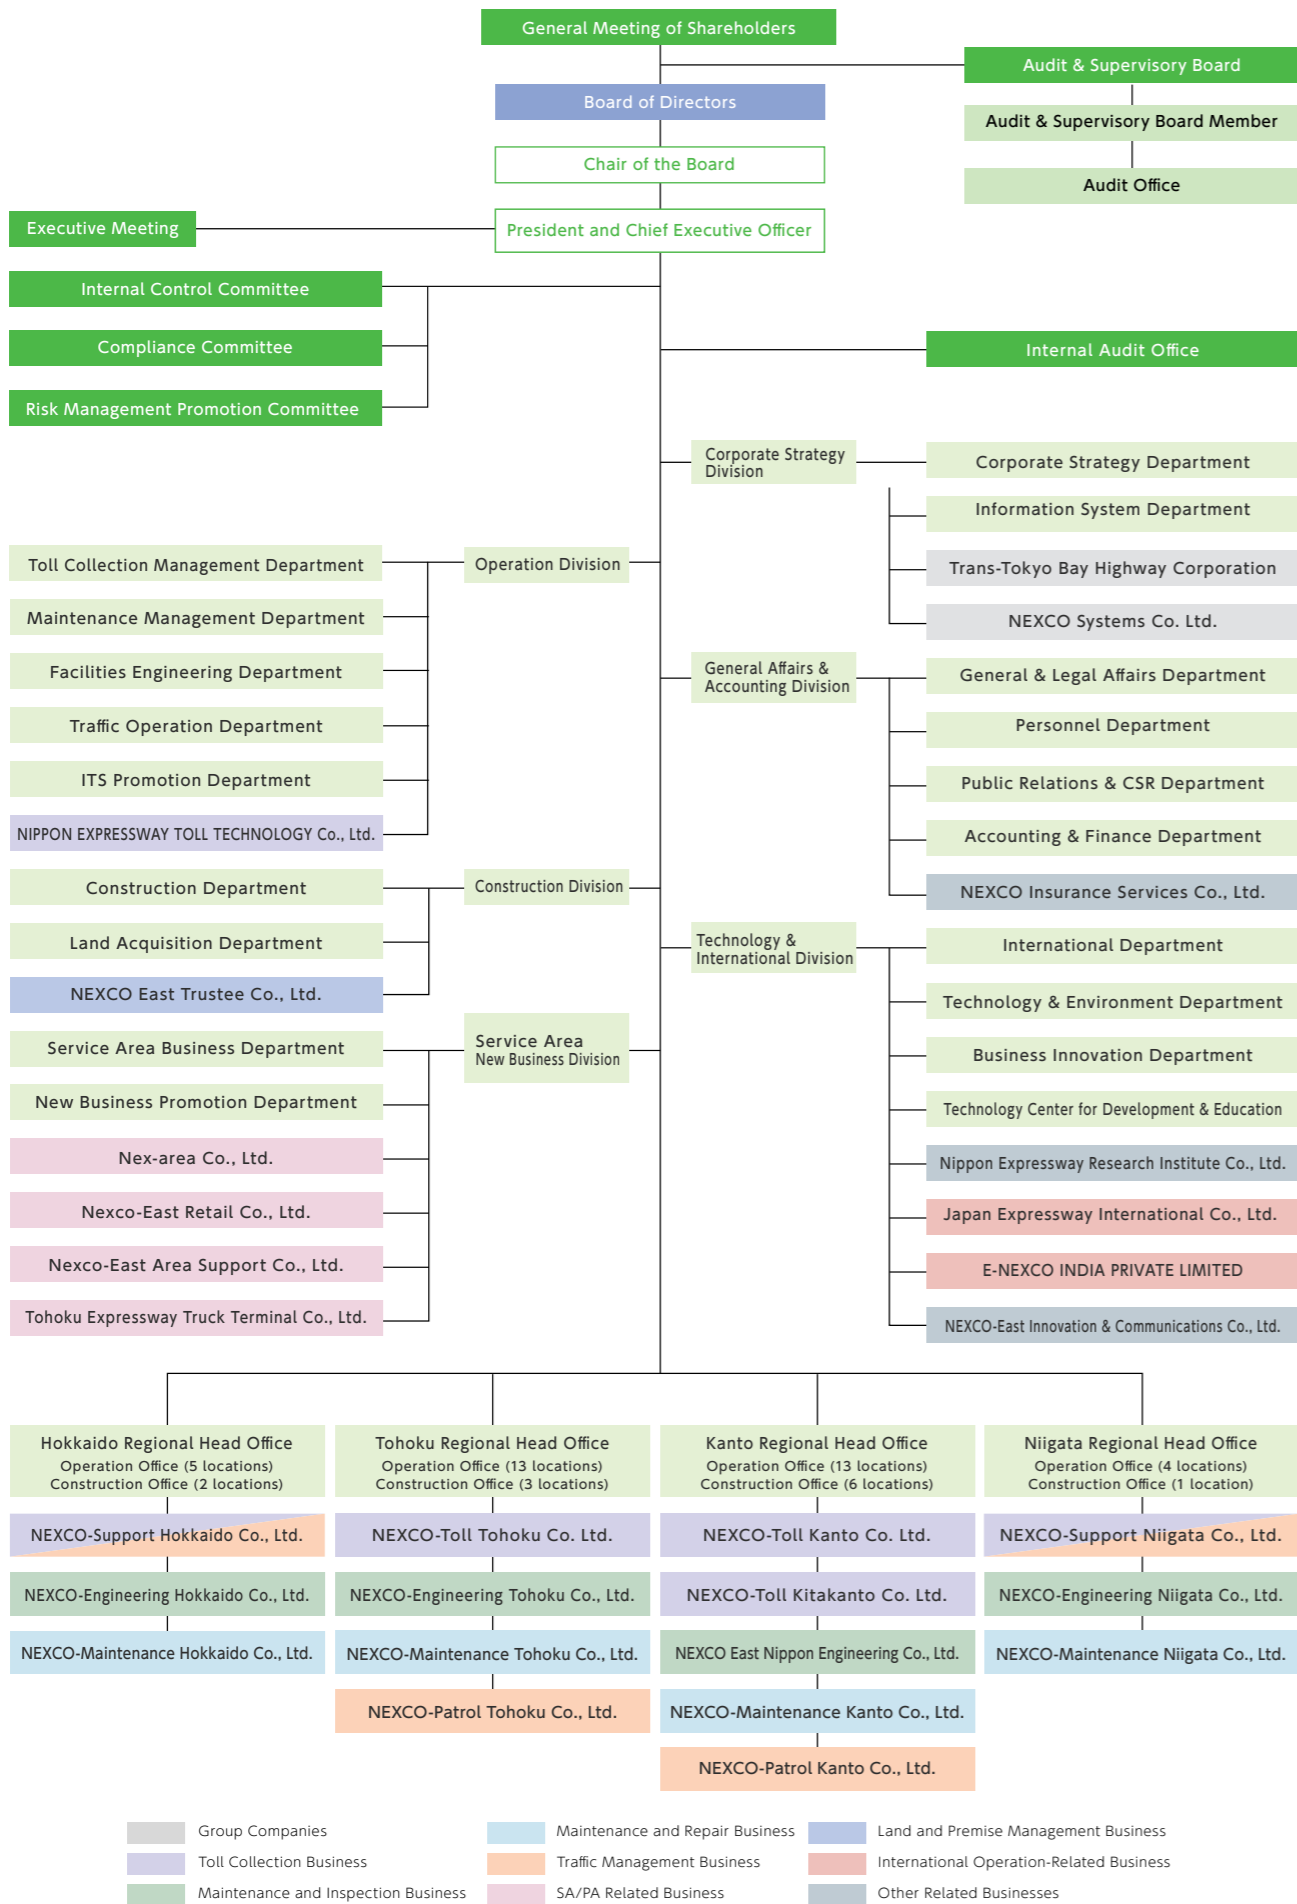 General Meeting of Shareholders
Audit & Supervisory Board
Board of Directors
Audit & Supervisory Board Member
Chair of the Board
Audit Office
Executive Meeting
President and Chief Executive Officer
Internal Control Committee
Compliance Committee
Risk Management Promotion Committee
Internal Audit Office
Corporate Strategy
Division
Corporate Strategy Department
Information System Department
Trans-Tokyo Bay Highway Corporation
NEXCO Systems Co. Ltd.
Operation Division
Toll Collection Management Department
Maintenance Management Department
Facilities Engineering Department
Traffic Operation Department
ITS Promotion Department
NIPPON EXPRESSWAY TOLL TECHNOLOGY Co., Ltd.
General Affairs &
Accounting Division
General & Legal Affairs Department
Personnel Department
Public Relations & CSR Department
Accounting & Finance Department
NEXCO Insurance Services Co., Ltd.
Construction Division
Construction Department
Land Acquisition Department
NEXCO East Trustee Co., Ltd.
Technology &
International Division
International Department
Technology & Environment Department
Business Innovation Department
Technology Center for Development & Education
Nippon Expressway Research Institute Co., Ltd.
Japan Expressway International Co., Ltd.
E-NEXCO INDIA PRIVATE LIMITED
NEXCO-East Innovation & Communications Co., Ltd.
Service Area
New Business Division
Service Area Business Department
New Business Promotion Department
Nex-area Co., Ltd.
Nexco-East Retail Co., Ltd.
Nexco-East Area Support Co., Ltd.
Tohoku Expressway Truck Terminal Co., Ltd.
Hokkaido Regional Head Office
Operation Office (5 locations)
Construction Office (2 locations)
NEXCO-Support Hokkaido Co., Ltd.
NEXCO-Engineering Hokkaido Co., Ltd.
NEXCO-Maintenance Hokkaido Co., Ltd.
Tohoku Regional Head Office
Operation Office (13 locations)
Construction Office (3 locations)
NEXCO-Toll Tohoku Co. Ltd.
NEXCO-Engineering Tohoku Co., Ltd.
NEXCO-Maintenance Tohoku Co., Ltd.
NEXCO-Patrol Tohoku Co., Ltd.
Kanto Regional Head Office
Operation Office (13 locations)
Construction Office (6 locations)
NEXCO-Toll Kanto Co. Ltd.
NEXCO-Toll Kitakanto Co. Ltd.
NEXCO East Nippon Engineering Co., Ltd.
NEXCO-Maintenance Kanto Co., Ltd.
NEXCO-Patrol Kanto Co., Ltd.
Niigata Regional Head Office
Operation Office (4 locations)
Construction Office (1 location)
NEXCO-Support Niigata Co., Ltd.
NEXCO-Engineering Niigata Co., Ltd.
NEXCO-Maintenance Niigata Co., Ltd.
Group Companies
Toll Collection Business
Maintenance and Inspection Business
Maintenance and Repair Business
Traffic Management Business
SA/PA Related Business
Land and Premise Management Business
International Operation-Related Business
Other Related Businesses